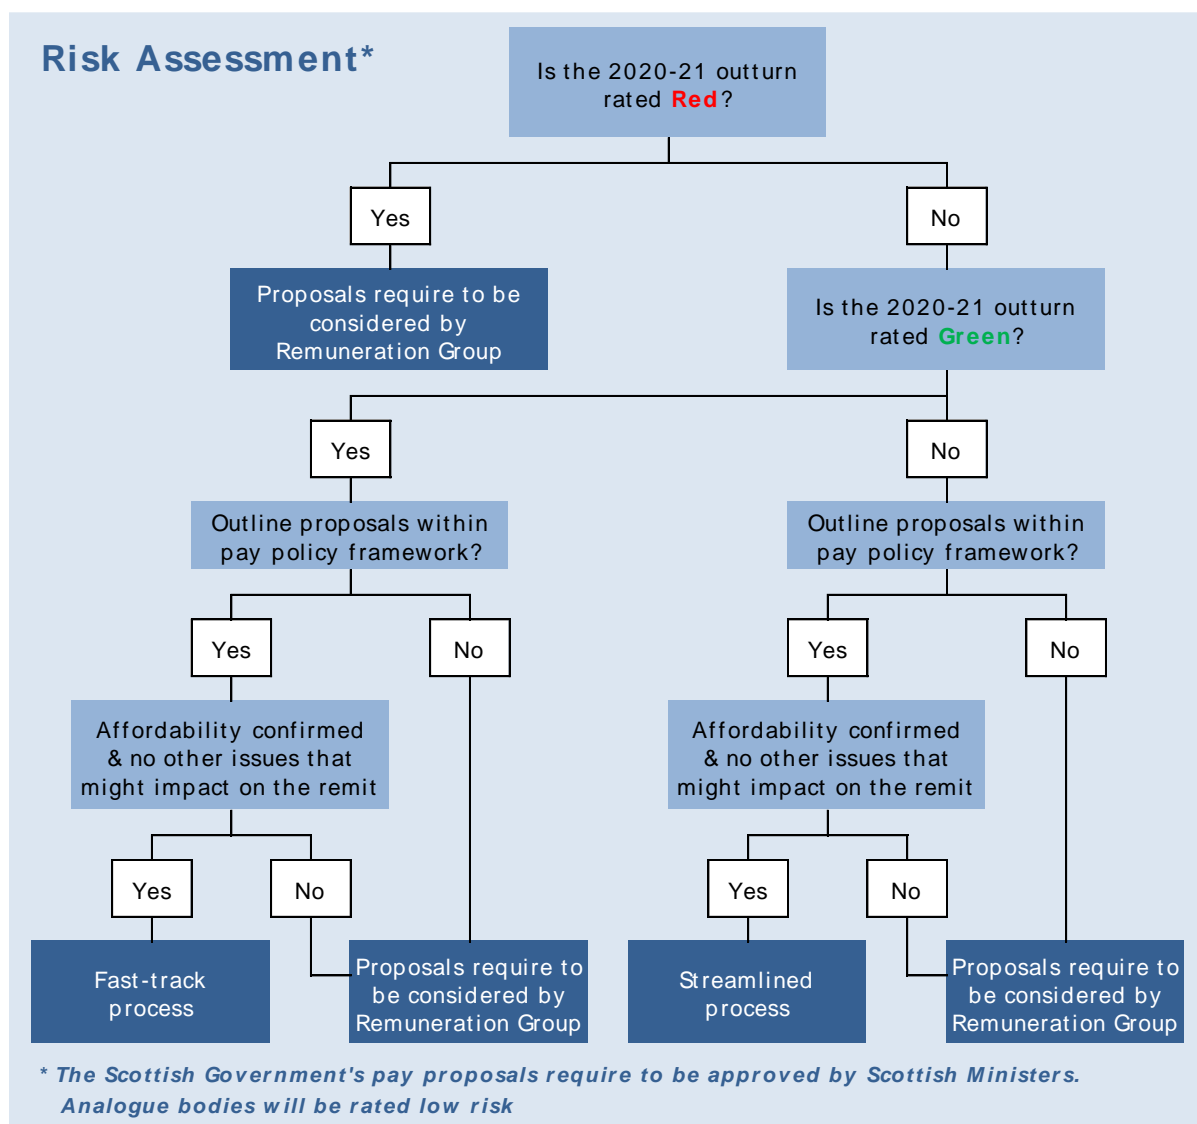 Risk Assessment*
Is the 2020-21 outturn
rated Red?
Yes
No
Proposals require to be
considered by
Remuneration Group
Is the 2020-21 outturn
rated Green?
Yes
No
Outline proposals within
pay policy framework?
Outline proposals within
pay policy framework?
Yes
No
Yes
No
Affordability confirmed
& no other issues that
might impact on the remit
Affordability confirmed
& no other issues that
might impact on the remit
Yes
No
Yes
No
Fast-track
process
Proposals require to
be considered by
Remuneration Group
Streamlined
process
Proposals require to
be considered by
Remuneration Group
* The Scottish Government's pay proposals require to be approved by Scottish Ministers.
Analogue bodies will be rated low risk